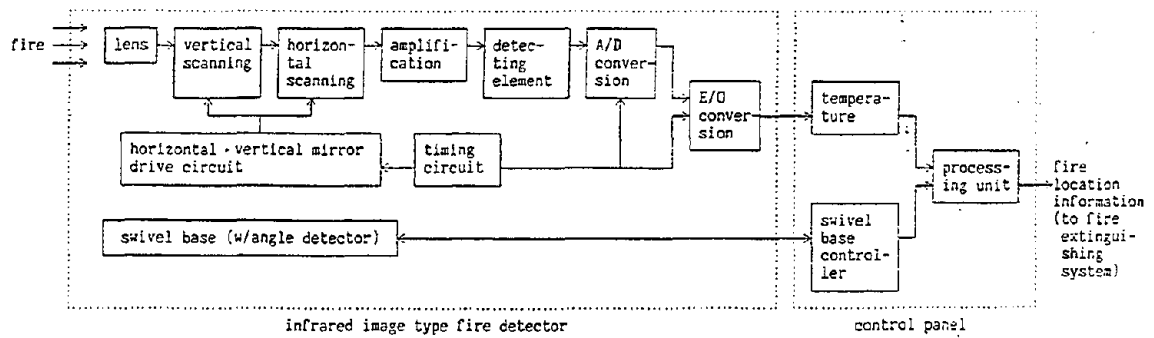 fire
lens
vertical
scanning
horizon-
tal
scanning
amplifi-
cation
detec-
ting
element
A/D
conver-
sion
E/O
conver-
sion
horizontal · vertical mirror
drive circuit
timing
circuit
swivel base (w/angle detector)
infrared image type fire detector
tempera-
ture
process-
ing unit
swivel
base
control-
ler
control panel
fire
location
information
(to fire
extingui-
shing
system)